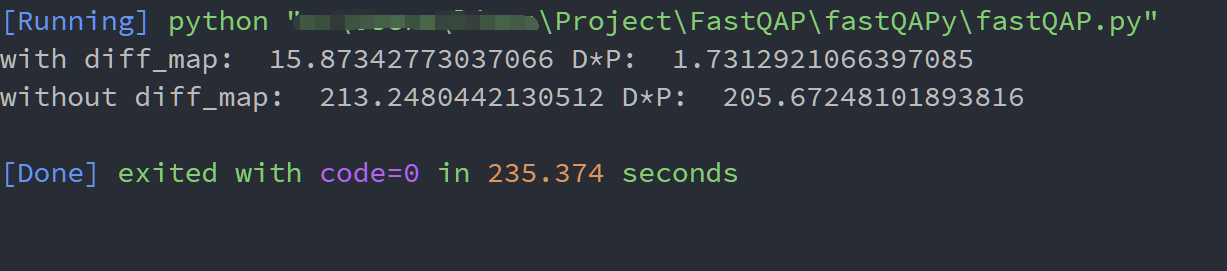 [Running] python "\Project\FastQAP\fastQAPy\fastQAP.py"
with diff_map:  15.87342773037066 D*P:  1.7312921066397085
without diff_map:  213.2480442130512 D*P:  205.67248101893816
[Done] exited with code=0 in 235.374 seconds